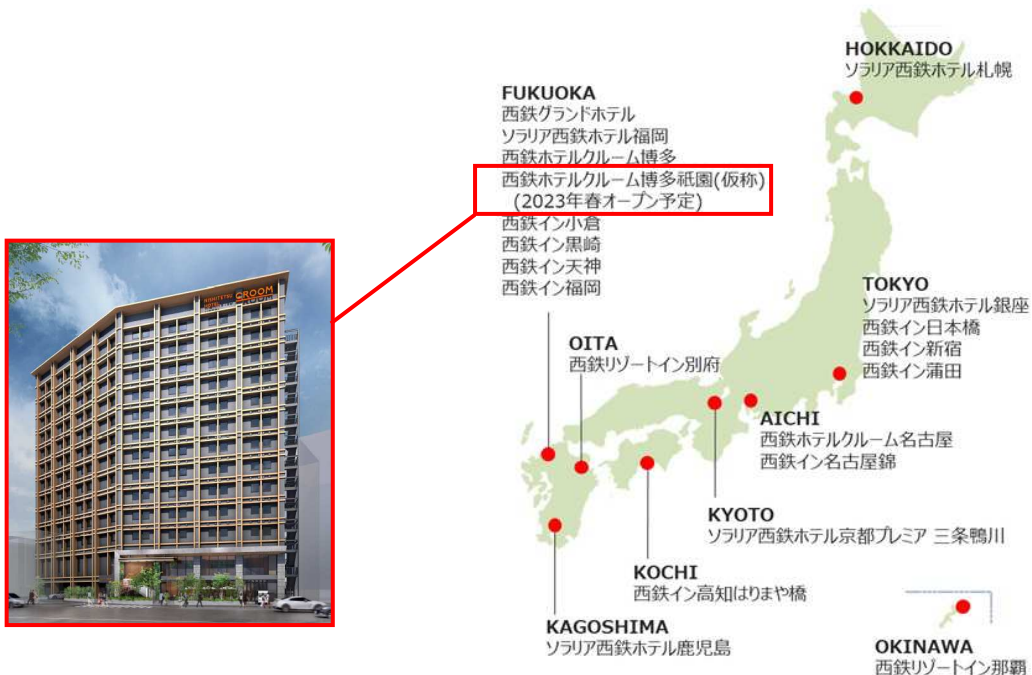 HOKKAIDO
ソラリア西鉄ホテル札幌
FUKUOKA
西鉄グランドホテル
ソラリア西鉄ホテル福岡
西鉄ホテルクルーム博多
西鉄ホテルクルーム博多祇園(仮称)
(2023年春オープン予定)
西鉄イン小倉
西鉄イン黒崎
西鉄イン天神
西鉄イン福岡
NISHITETSU
HOTEL
CROOM
TOKYO
ソラリア西鉄ホテル銀座
西鉄イン日本橋
西鉄イン新宿
西鉄イン蒲田
OITA
西鉄リゾートイン別府
AICHI
西鉄ホテルクルーム名古屋
西鉄イン名古屋錦
KYOTO
ソラリア西鉄ホテル京都プレミア 三条鴨川
KOCHI
西鉄イン高知はりまや橋
KAGOSHIMA
ソラリア西鉄ホテル鹿児島
OKINAWA
西鉄リゾートイン那覇